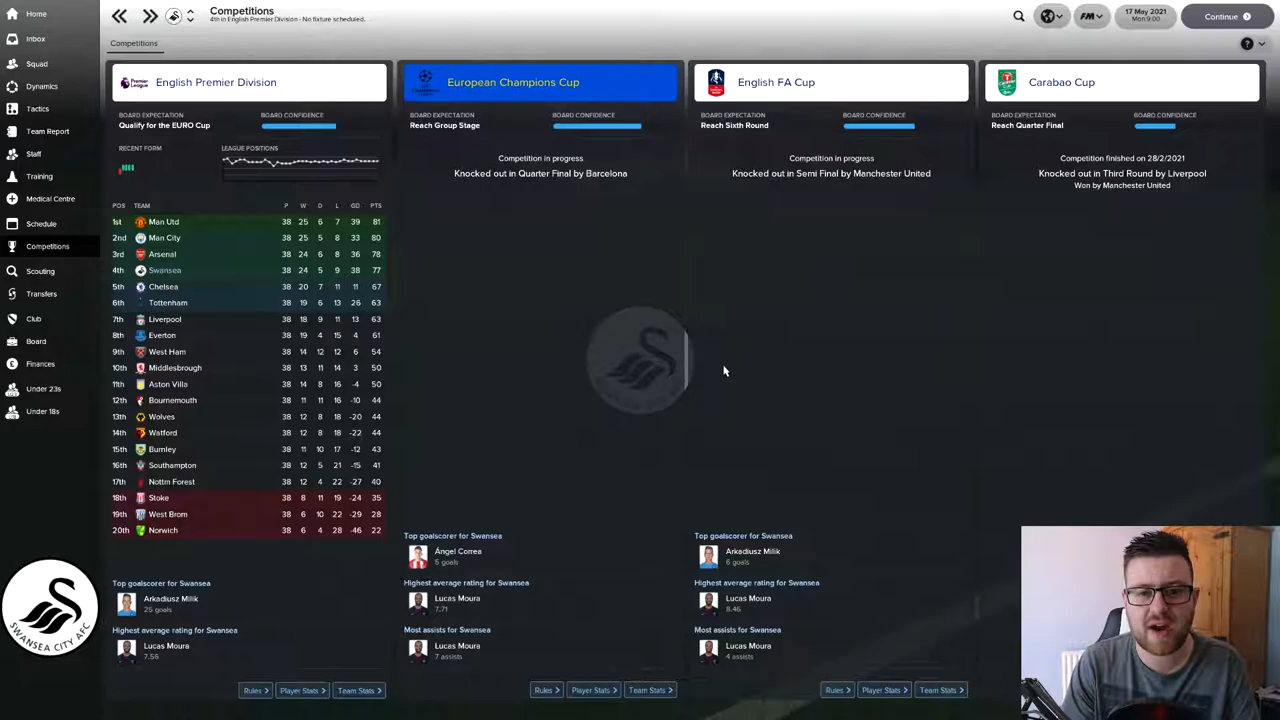 Home
Inbox
Squad
Dynamics
Tactics
Team Report
Staff
Training
Medical Centre
Schedule
Competitions
Scouting
Transfers
Club
Board
Finances
Under 23s
Under 18s
SWANSEA CITY AFC
Competitions
4th in English Premier Division - No fixture scheduled.
FM
17 May 2021
Mon 9:00
Continue
Competitions
?
English Premier Division
BOARD EXPECTATION BOARD CONFIDENCE
Qualify for the EURO Cup
RECENT FORM LEAGUE POSITIONS
POS TEAM P W D L GD PTS
1st Man Utd 38 25 6 7 39 81
2nd Man City 38 25 5 8 33 80
3rd Arsenal 38 24 6 8 36 78
4th Swansea 38 24 5 9 38 77
5th Chelsea 38 20 7 11 11 67
6th Tottenham 38 19 6 13 26 63
7th Liverpool 38 18 9 11 13 63
8th Everton 38 19 4 15 4 61
9th West Ham 38 14 12 12 6 54
10th Middlesbrough 38 13 11 14 3 50
11th Aston Villa 38 14 8 16 -4 50
12th Bournemouth 38 11 11 16 -10 44
13th Wolves 38 12 8 18 -20 44
14th Watford 38 12 8 18 -22 44
15th Burnley 38 11 10 17 -12 43
16th Southampton 38 12 5 21 -15 41
17th Nottm Forest 38 12 4 22 -27 40
18th Stoke 38 8 11 19 -24 35
19th West Brom 38 6 10 22 -29 28
20th Norwich 38 6 4 28 -46 22
Top goalscorer for Swansea
Arkadiusz Milik
25 goals
Highest average rating for Swansea
Lucas Moura
7.56
Rules Player Stats Team Stats
European Champions Cup
BOARD EXPECTATION BOARD CONFIDENCE
Reach Group Stage
Competition in progress
Knocked out in Quarter Final by Barcelona
Top goalscorer for Swansea
Ángel Correa
5 goals
Highest average rating for Swansea
Lucas Moura
7.71
Most assists for Swansea
Lucas Moura
7 assists
Rules Player Stats Team Stats
English FA Cup
BOARD EXPECTATION BOARD CONFIDENCE
Reach Sixth Round
Competition in progress
Knocked out in Semi Final by Manchester United
Top goalscorer for Swansea
Arkadiusz Milik
6 goals
Highest average rating for Swansea
Lucas Moura
8.46
Most assists for Swansea
Lucas Moura
4 assists
Rules Player Stats Team Stats
Carabao Cup
BOARD EXPECTATION BOARD CONFIDENCE
Reach Quarter Final
Competition finished on 28/2/2021
Knocked out in Third Round by Liverpool
Won by Manchester United